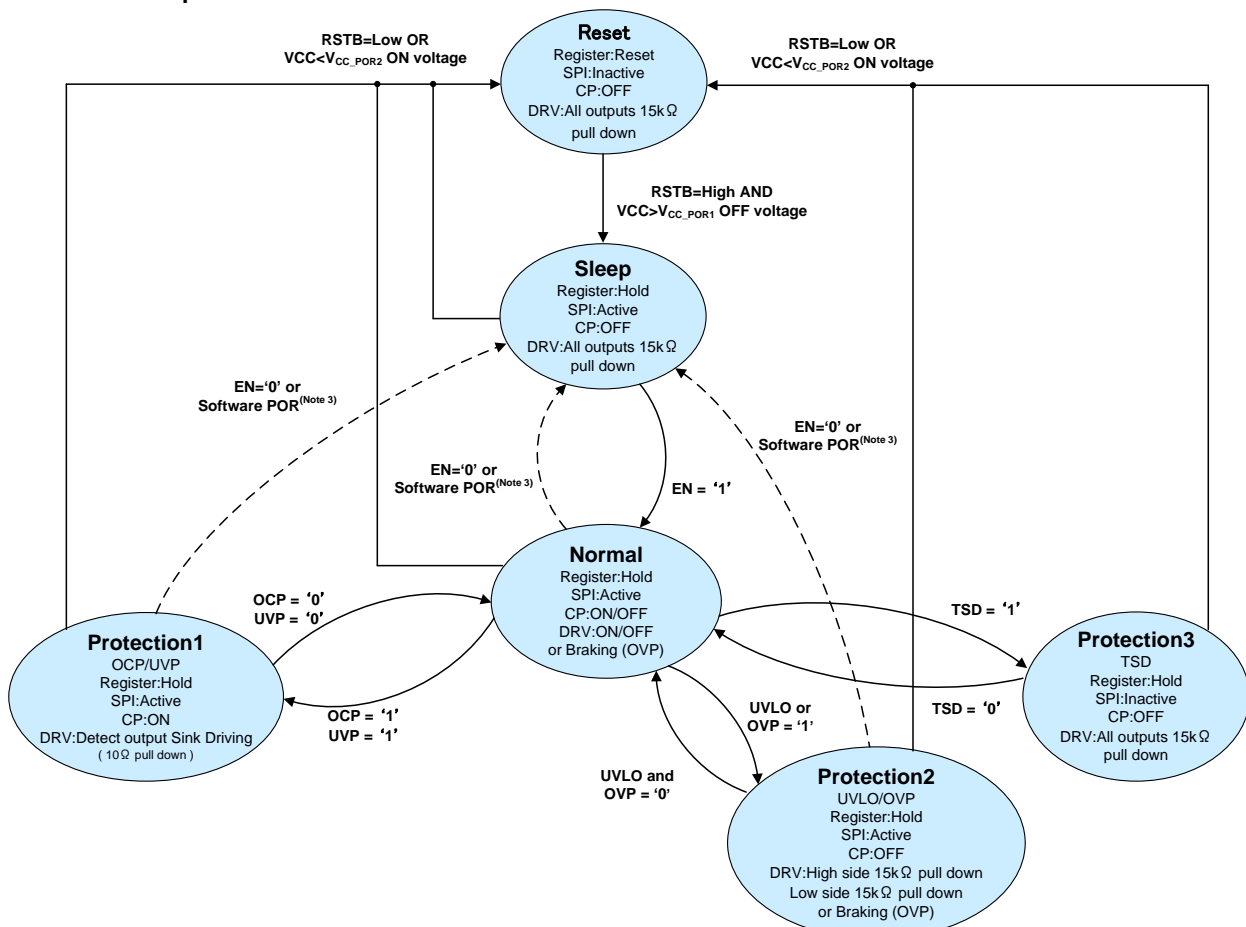 Reset
Register:Reset
SPI:Inactive
CP:OFF
DRV:All outputs 15kΩ
pull down
RSTB=Low OR
VCC<VCC_POR2 ON voltage
RSTB=Low OR
VCC<VCC_POR2 ON voltage
RSTB=High AND
VCC>VCC_POR1 OFF voltage
Sleep
Register:Hold
SPI:Active
CP:OFF
DRV:All outputs 15kΩ
pull down
EN='0' or
Software POR(Note 3)
EN='0' or
Software POR(Note 3)
EN='0' or
Software POR(Note 3)
EN = '1'
Normal
Register:Hold
SPI:Active
CP:ON/OFF
DRV:ON/OFF
or Braking (OVP)
OCP = '0'
UVP = '0'
OCP = '1'
UVP = '1'
TSD = '1'
TSD = '0'
UVLO or
OVP = '1'
UVLO and
OVP = '0'
Protection1
OCP/UVP
Register:Hold
SPI:Active
CP:ON
DRV:Detect output Sink Driving
( 10Ω pull down )
Protection3
TSD
Register:Hold
SPI:Inactive
CP:OFF
DRV:All outputs 15kΩ
pull down
Protection2
UVLO/OVP
Register:Hold
SPI:Active
CP:OFF
DRV:High side 15kΩ pull down
Low side 15kΩ pull down
or Braking (OVP)